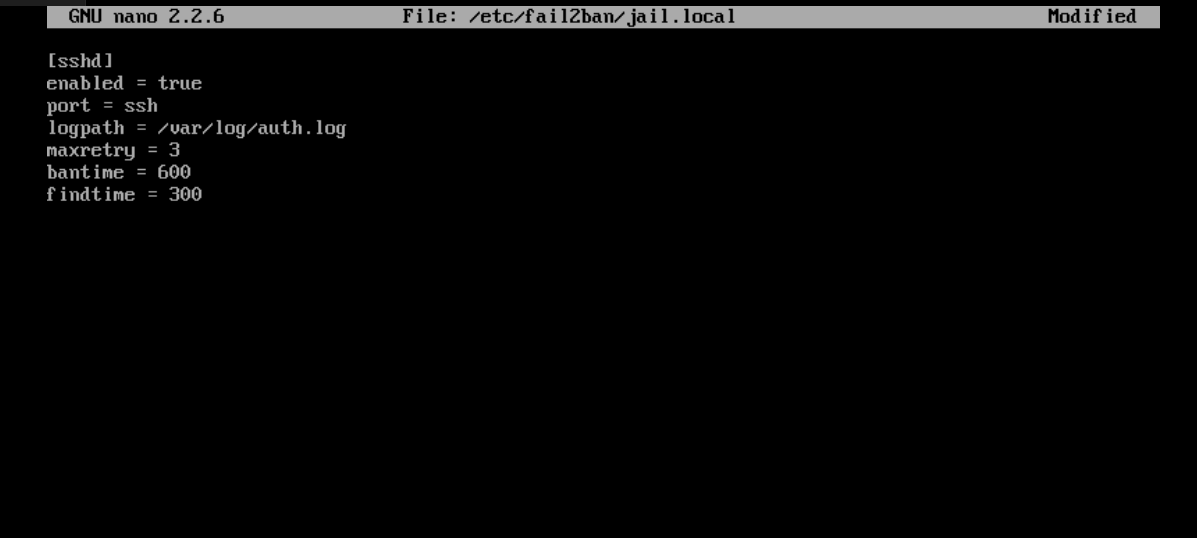 GNU nano 2.2.6 File: /etc/fail2ban/jail.local Modified
[sshd]
enabled = true
port = ssh
logpath = /var/log/auth.log
maxretry = 3
bantime = 600
findtime = 300